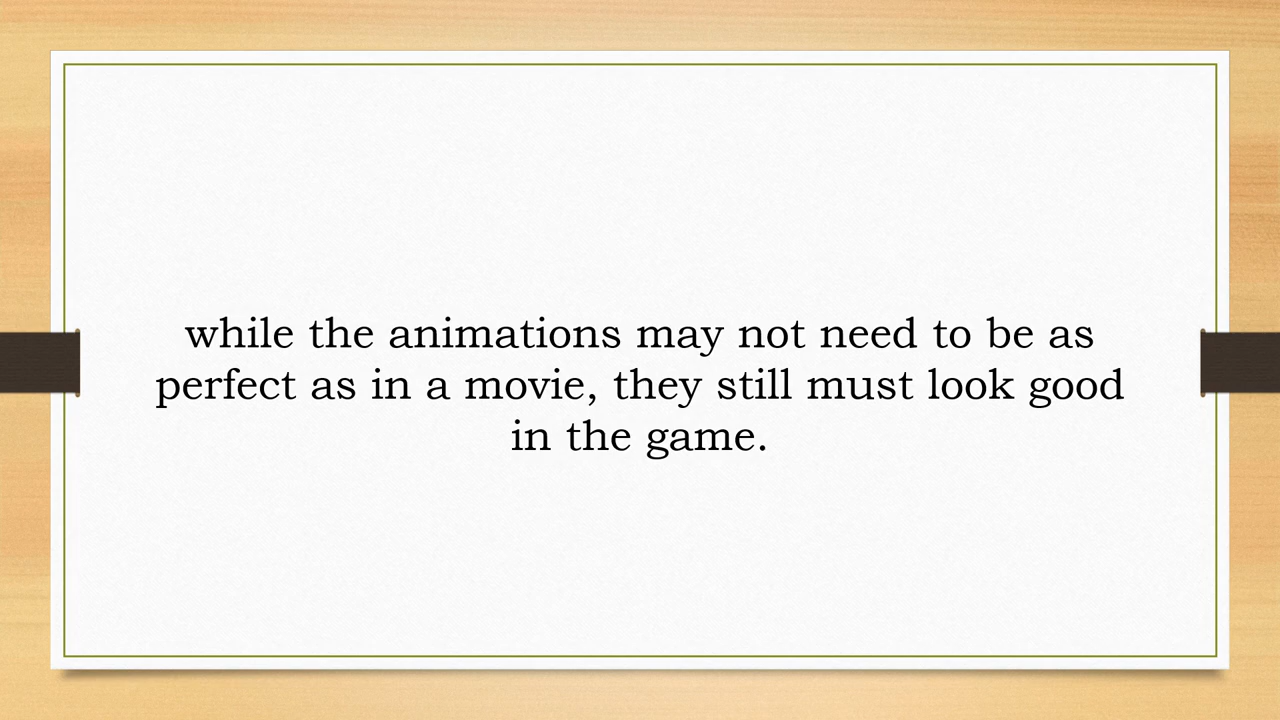 while the animations may not need to be as
perfect as in a movie, they still must look good
in the game.